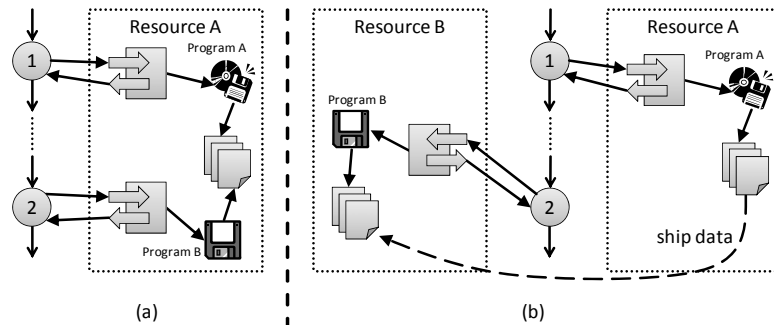 Resource A
Program A
1
2
Program B
(a)
Resource B
Resource A
Program A
1
Program B
2
ship data
(b)